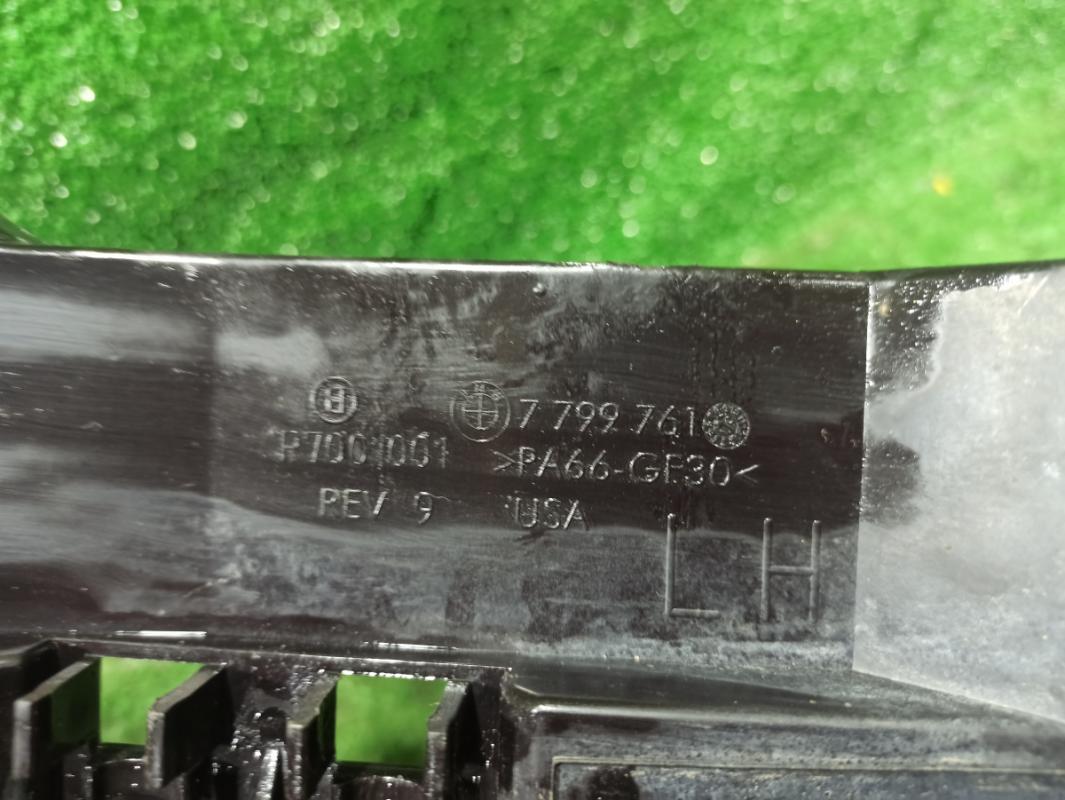 7 799 761
P7001001 >PA66-GF30<
REV 9 USA
LH